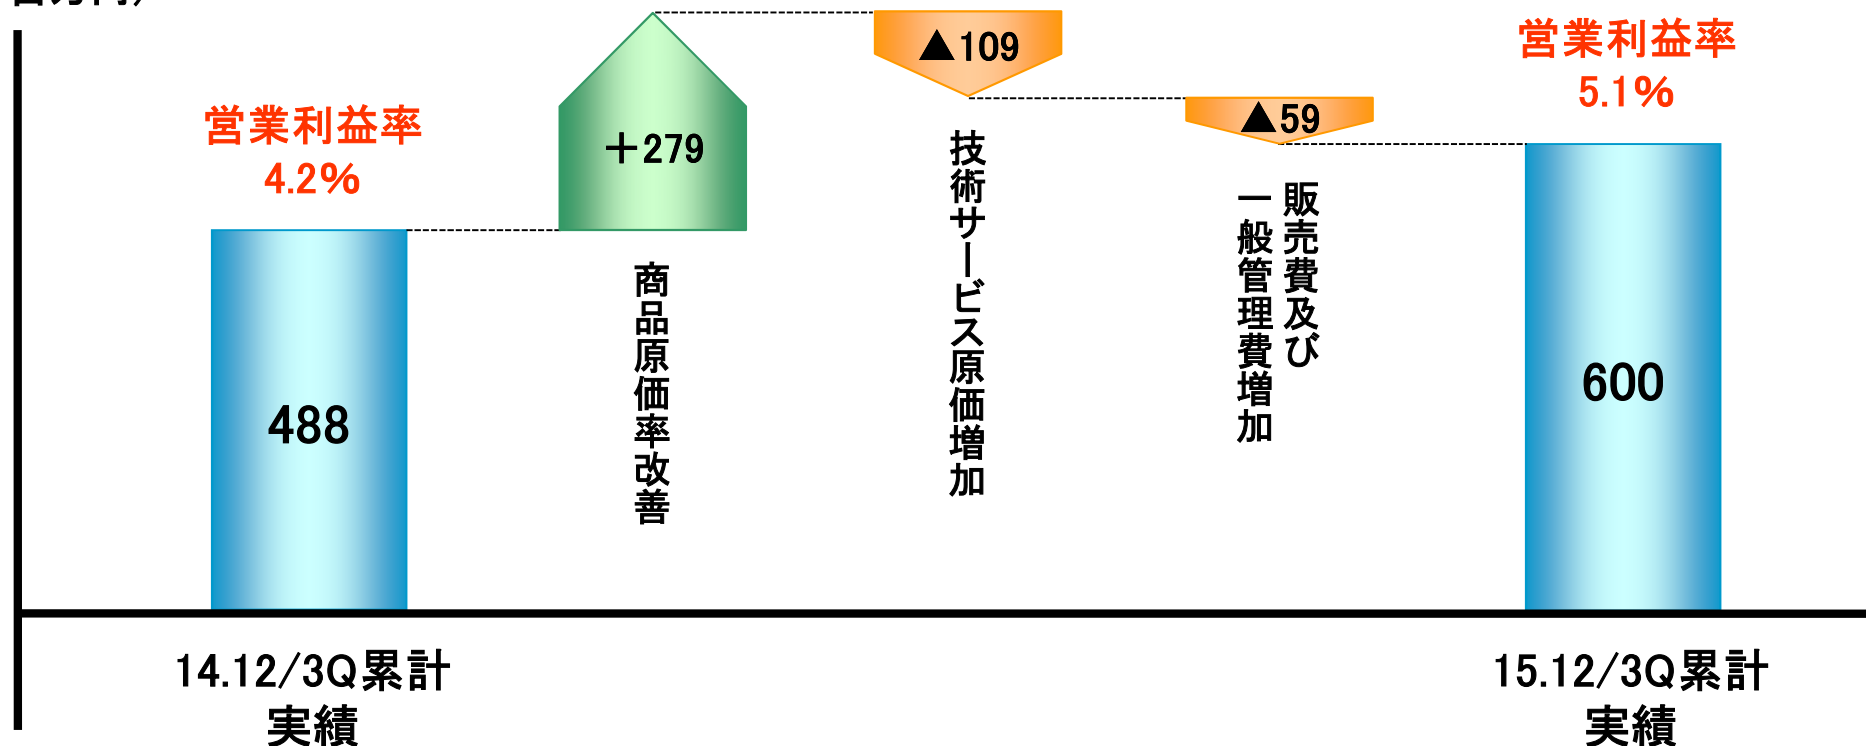 営業利益率
4.2%
488
14.12/3Q累計
実績
+279
商品原価率改善
▲109
技術サービス原価増加
▲59
販売費及び
一般管理費増加
営業利益率
5.1%
600
15.12/3Q累計
実績